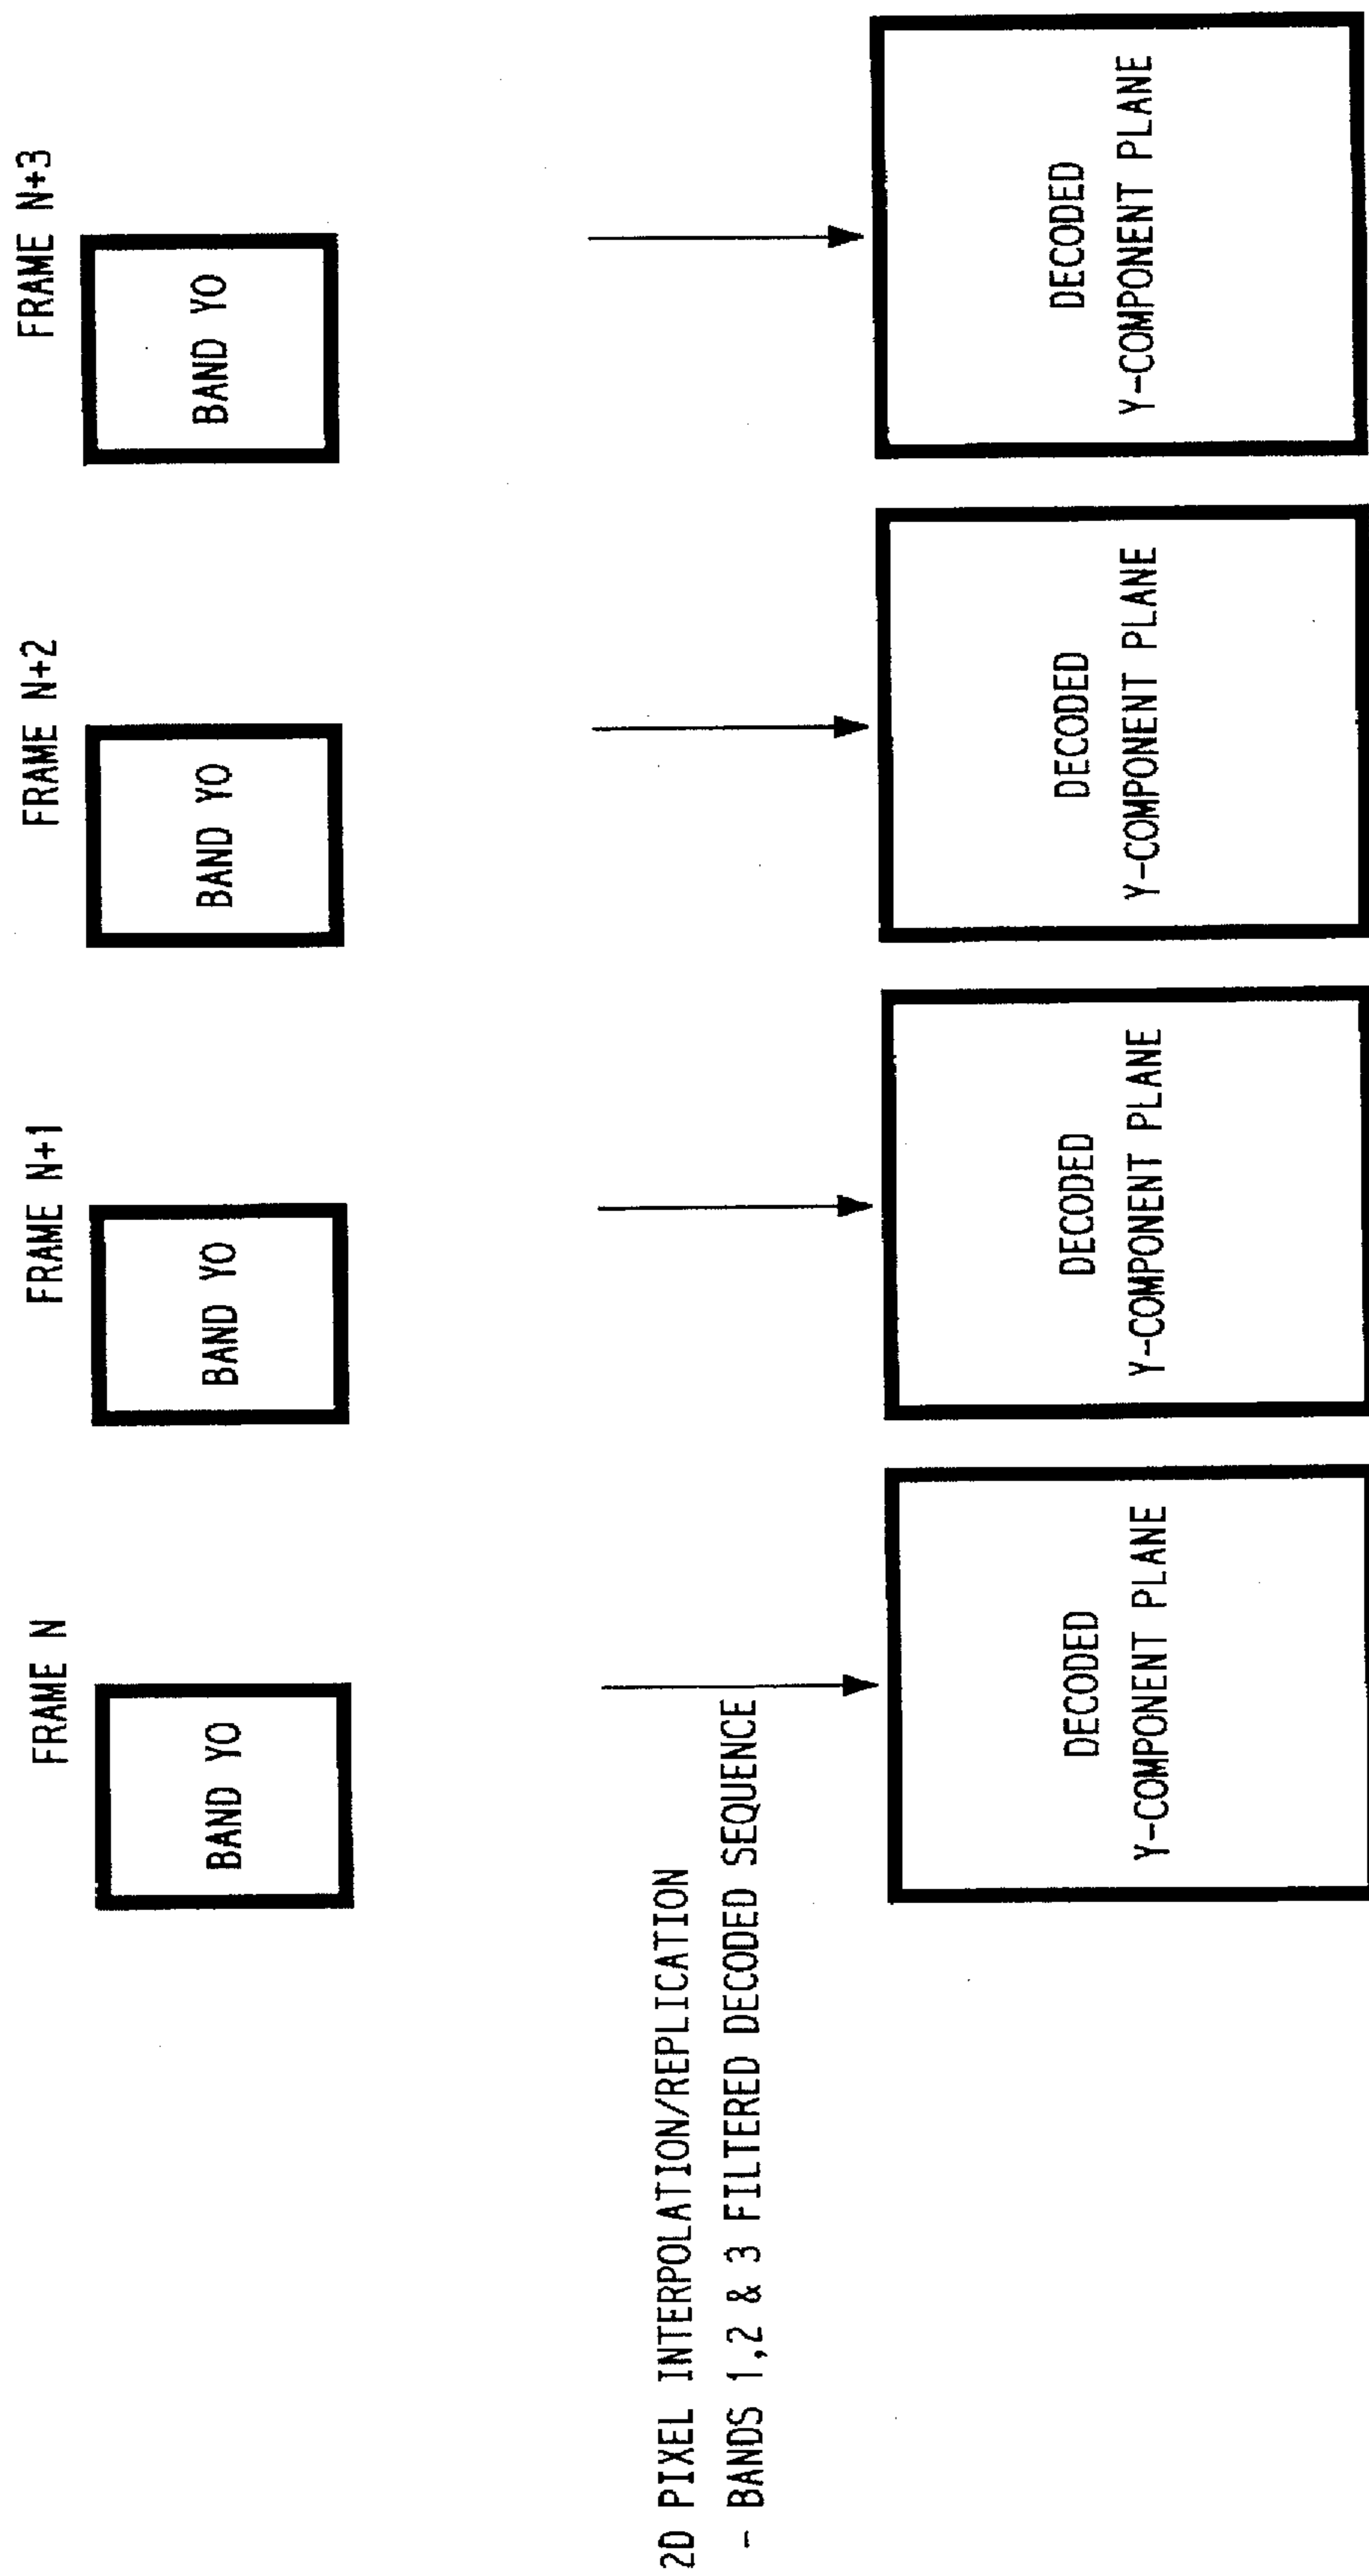 FRAME N
FRAME N+1
FRAME N+2
FRAME N+3
BAND YO
BAND YO
BAND YO
BAND YO
2D PIXEL INTERPOLATION/REPLICATION
- BANDS 1,2 & 3 FILTERED DECODED SEQUENCE
DECODED
Y-COMPONENT PLANE
DECODED
Y-COMPONENT PLANE
DECODED
Y-COMPONENT PLANE
DECODED
Y-COMPONENT PLANE